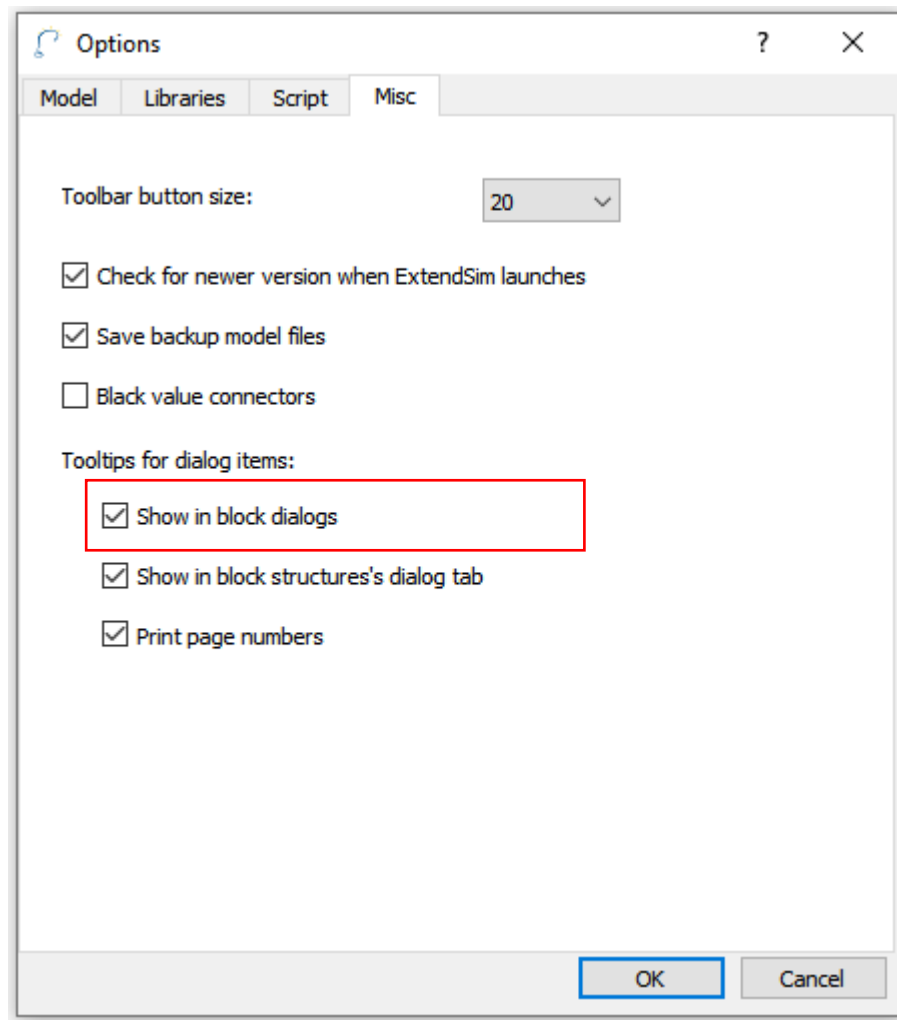 Options
?
Model Libraries Script Misc
Toolbar button size: 20
Check for newer version when ExtendSim launches
Save backup model files
Black value connectors
Tooltips for dialog items:
Show in block dialogs
Show in block structures's dialog tab
Print page numbers
OK Cancel